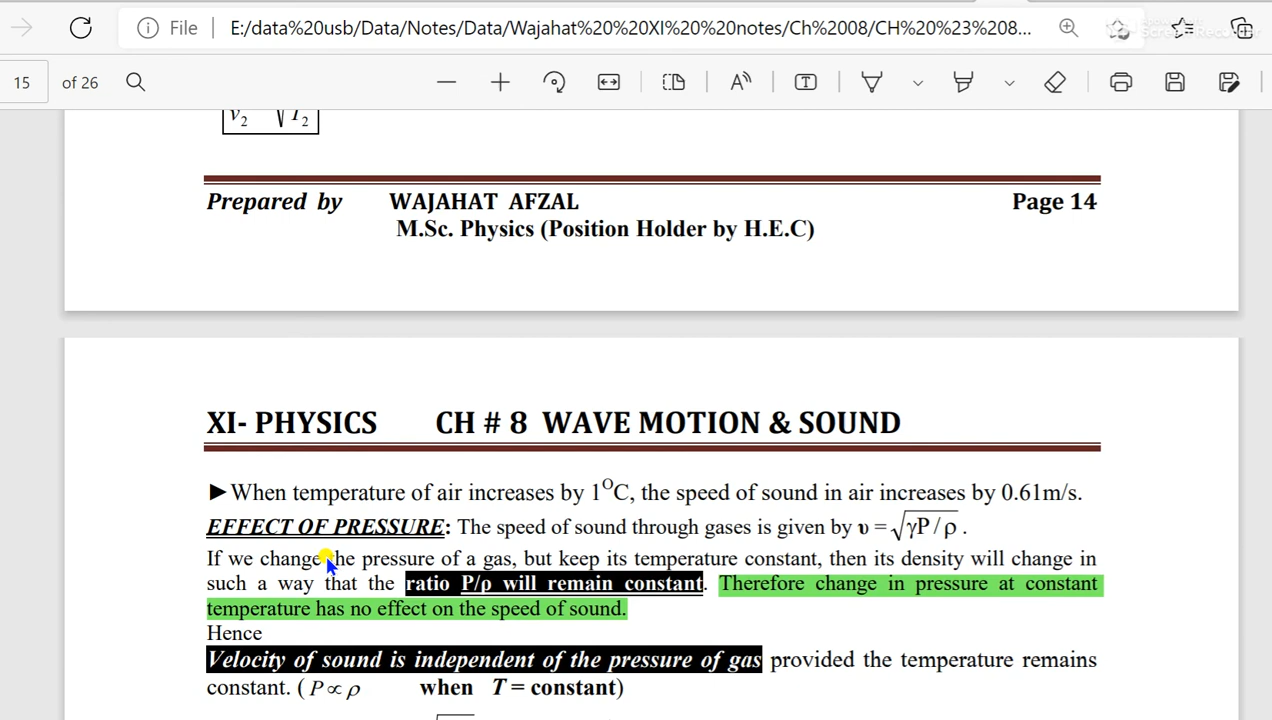 File E:/data%20usb/Data/Notes/Data/Wajahat%20%20XI%20%20notes/Ch%2008/CH%20%23%208...
15 of 26
v₂ √T₂
Prepared by WAJAHAT AFZAL Page 14
M.Sc. Physics (Position Holder by H.E.C)
XI- PHYSICS CH # 8 WAVE MOTION & SOUND
►When temperature of air increases by 1ᴼC, the speed of sound in air increases by 0.61m/s.
EFFECT OF PRESSURE: The speed of sound through gases is given by υ = √γP/ρ .
If we change the pressure of a gas, but keep its temperature constant, then its density will change in
such a way that the ratio P/ρ will remain constant. Therefore change in pressure at constant
temperature has no effect on the speed of sound.
Hence
Velocity of sound is independent of the pressure of gas provided the temperature remains
constant. ( P ∝ ρ when T = constant)